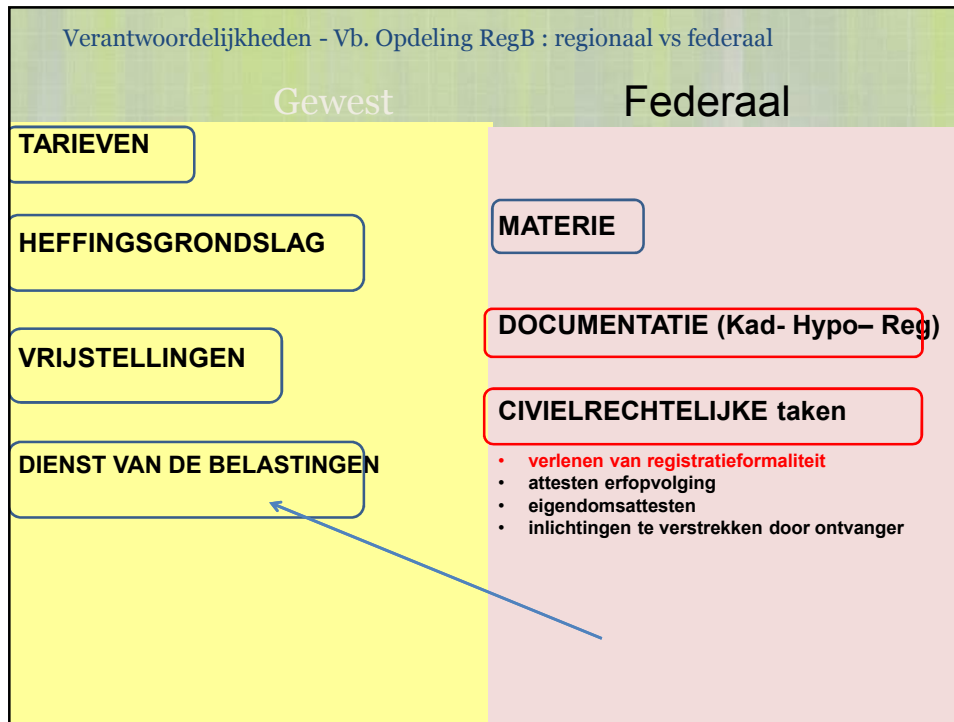 Verantwoordelijkheden - Vb. Opdeling RegB : regionaal vs federaal
Gewest
Federaal
TARIEVEN
HEFFINGSGRONDSLAG
VRIJSTELLINGEN
DIENST VAN DE BELASTINGEN
MATERIE
DOCUMENTATIE (Kad- Hypo– Reg)
CIVIELRECHTELIJKE taken
• verlenen van registratieformaliteit
• attesten erfopvolging
• eigendomsattesten
• inlichtingen te verstrekken door ontvanger